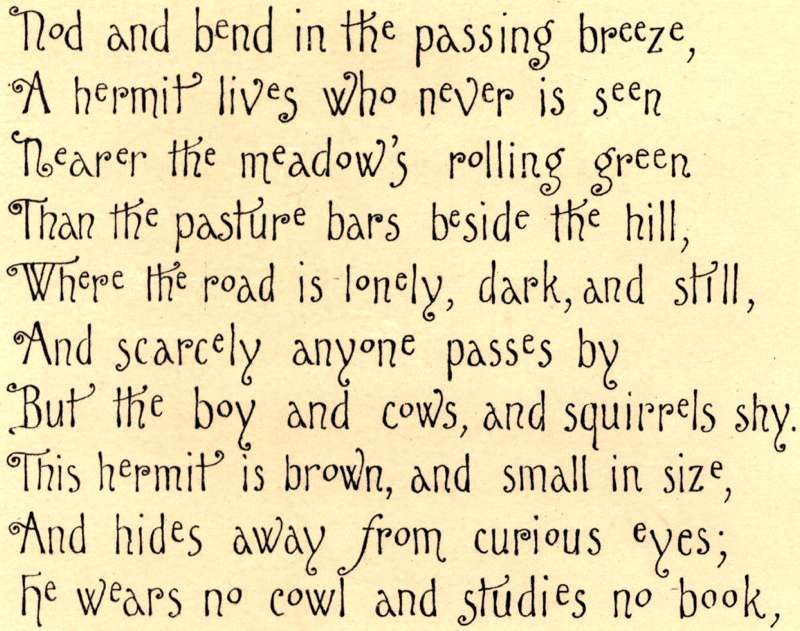 Nod and bend in the passing breeze,
A hermit lives who never is seen
Nearer the meadow's rolling green
Than the pasture bars beside the hill,
Where the road is lonely, dark, and still,
And scarcely anyone passes by
But the boy and cows, and squirrels shy.
This hermit is brown, and small in size,
And hides away from curious eyes;
He wears no cowl and studies no book,